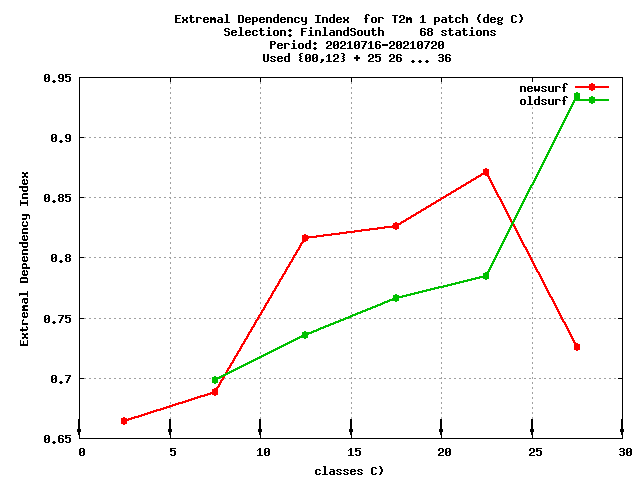 Extremal Dependency Index for T2m 1 patch (deg C)
Selection: FinlandSouth 68 stations
Period: 20210716-20210720
Used {00,12} + 25 26 ... 36
newsurf
oldsurf
Extremal Dependency Index
0.95
0.9
0.85
0.8
0.75
0.7
0.65
0 5 10 15 20 25 30
classes C)